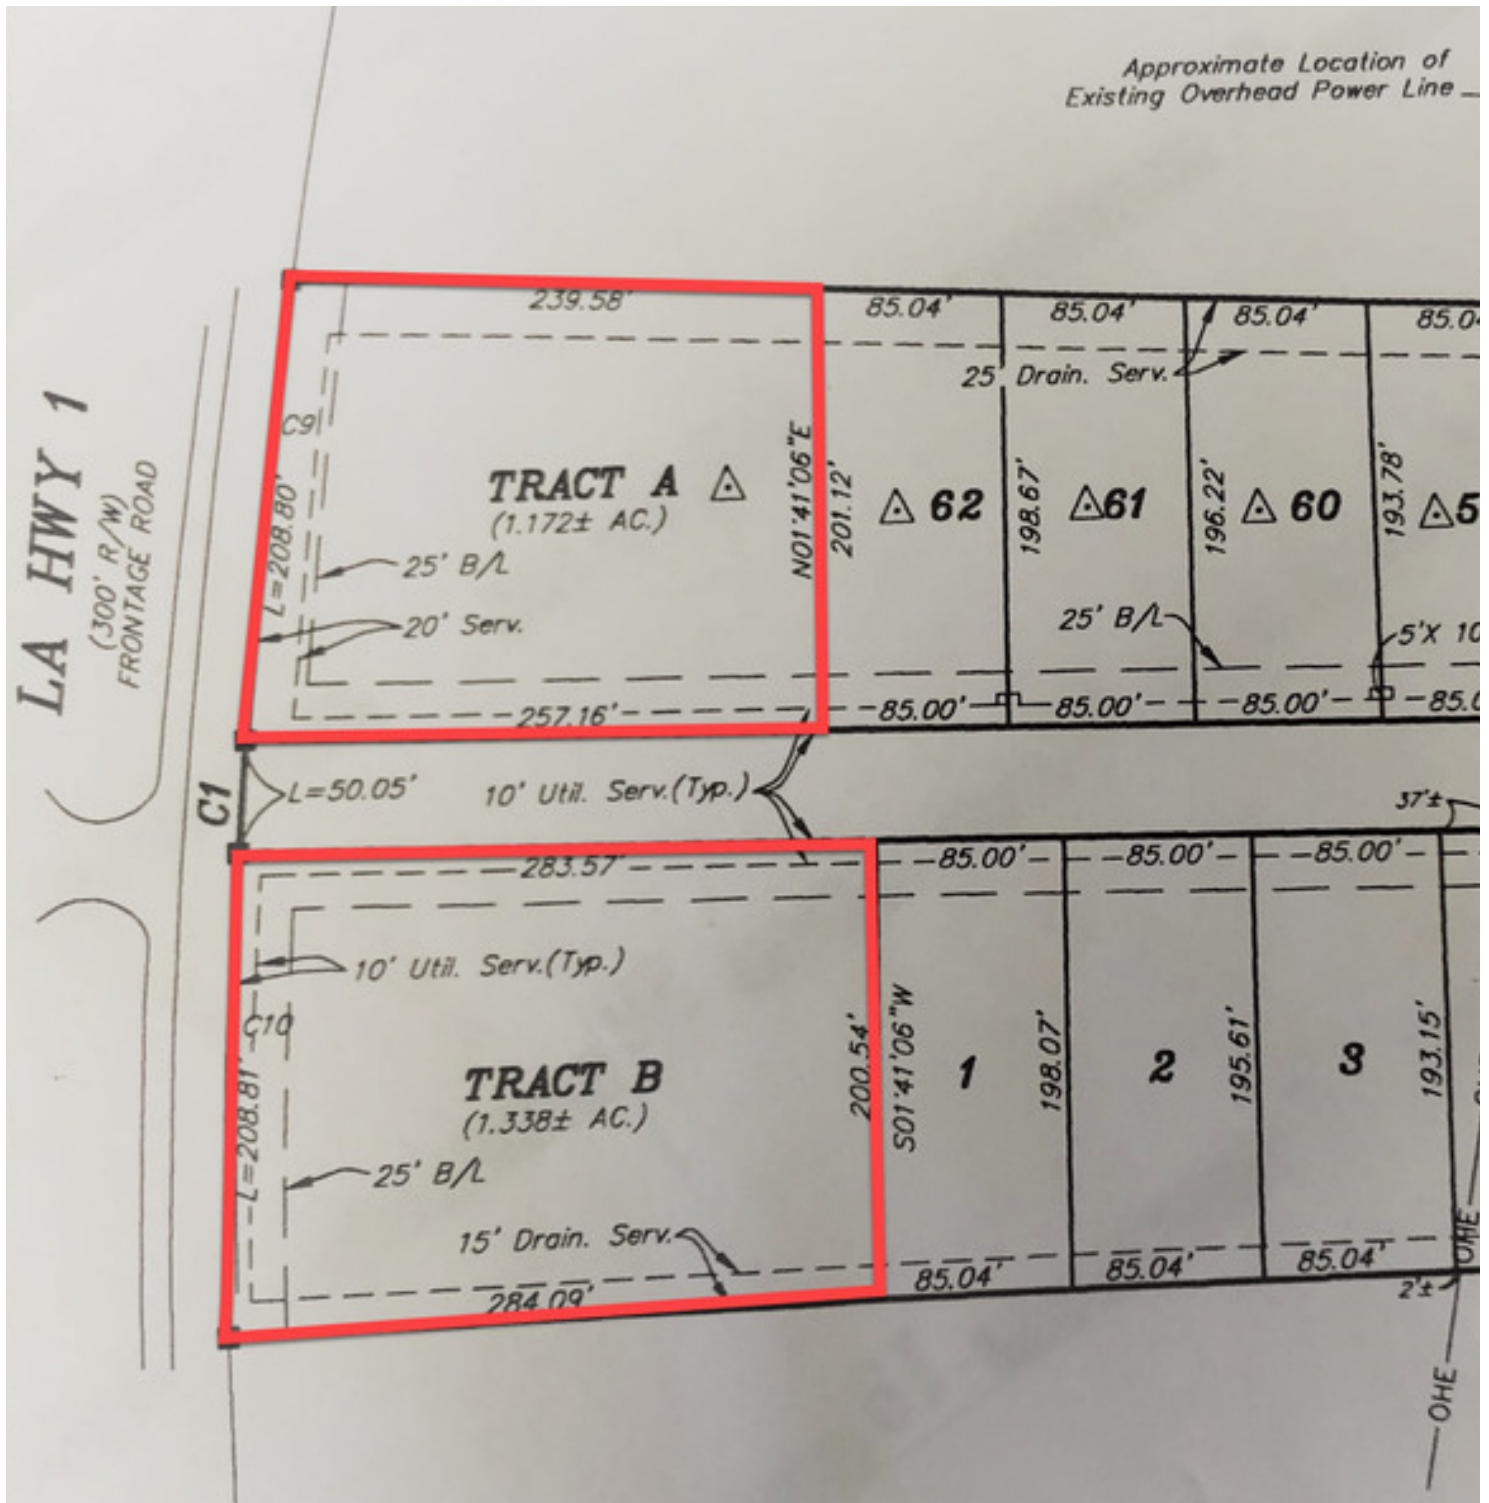 Approximate Location of
Existing Overhead Power Line
LA HWY 1
(300' R/W)
FRONTAGE ROAD
239.58'
85.04'
85.04'
85.04'
25' Drain. Serv.
C9
L=208.80'
TRACT A
(1.172± AC.)
N01°41'06"E
201.12'
62
198.67'
61
196.22'
60
193.78'
25' B/L
20' Serv.
25' B/L
257.16'
85.00'
85.00'
85.00'
C1
L=50.05'
10' Util. Serv.(Typ.)
37'±
283.57'
85.00'
85.00'
85.00'
10' Util. Serv.(Typ.)
C10
L=208.81'
TRACT B
(1.338± AC.)
200.54'
S01°41'06"W
1
198.07'
2
195.61'
3
193.15'
25' B/L
15' Drain. Serv.
284.09'
85.04'
85.04'
85.04'
2'±
OHE
OHE